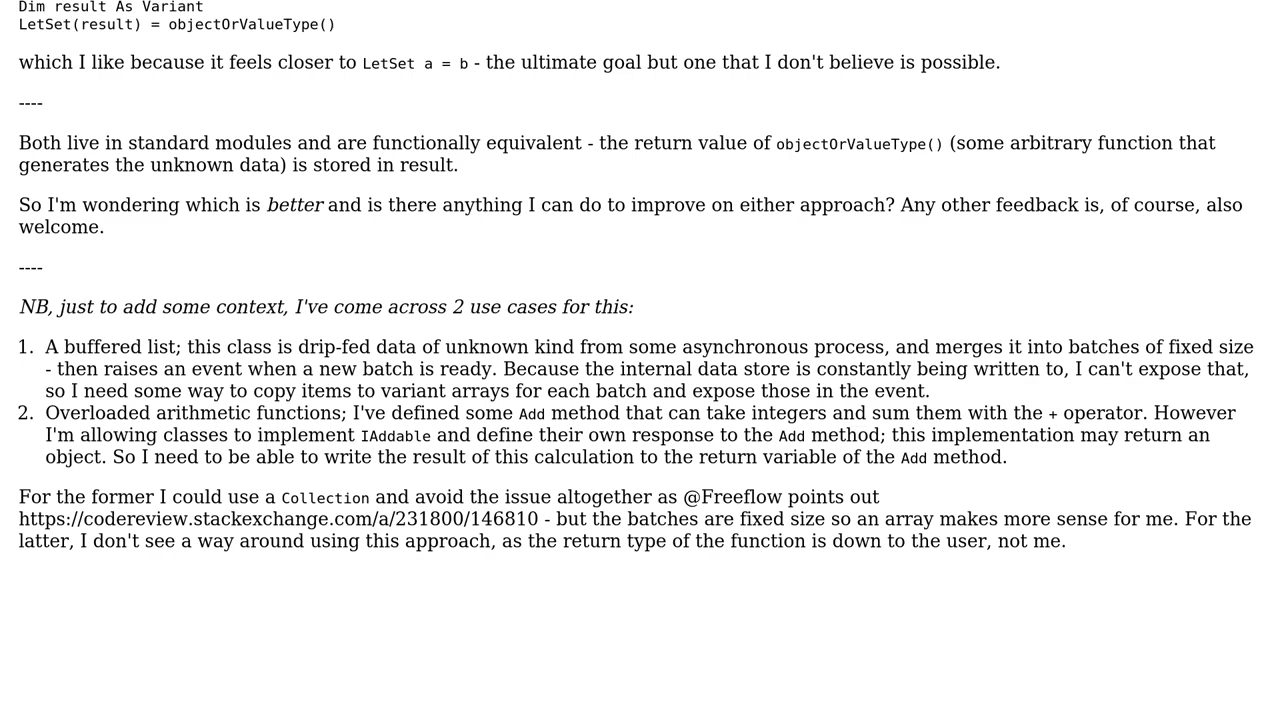 Dim result As Variant
LetSet(result) = objectOrValueType()
which I like because it feels closer to LetSet a = b - the ultimate goal but one that I don't believe is possible.
----
Both live in standard modules and are functionally equivalent - the return value of objectOrValueType() (some arbitrary function that
generates the unknown data) is stored in result.
So I'm wondering which is better and is there anything I can do to improve on either approach? Any other feedback is, of course, also
welcome.
----
NB, just to add some context, I've come across 2 use cases for this:
1. A buffered list; this class is drip-fed data of unknown kind from some asynchronous process, and merges it into batches of fixed size
- then raises an event when a new batch is ready. Because the internal data store is constantly being written to, I can't expose that,
so I need some way to copy items to variant arrays for each batch and expose those in the event.
2. Overloaded arithmetic functions; I've defined some Add method that can take integers and sum them with the + operator. However
I'm allowing classes to implement IAddable and define their own response to the Add method; this implementation may return an
object. So I need to be able to write the result of this calculation to the return variable of the Add method.
For the former I could use a Collection and avoid the issue altogether as @Freeflow points out
https://codereview.stackexchange.com/a/231800/146810 - but the batches are fixed size so an array makes more sense for me. For the
latter, I don't see a way around using this approach, as the return type of the function is down to the user, not me.